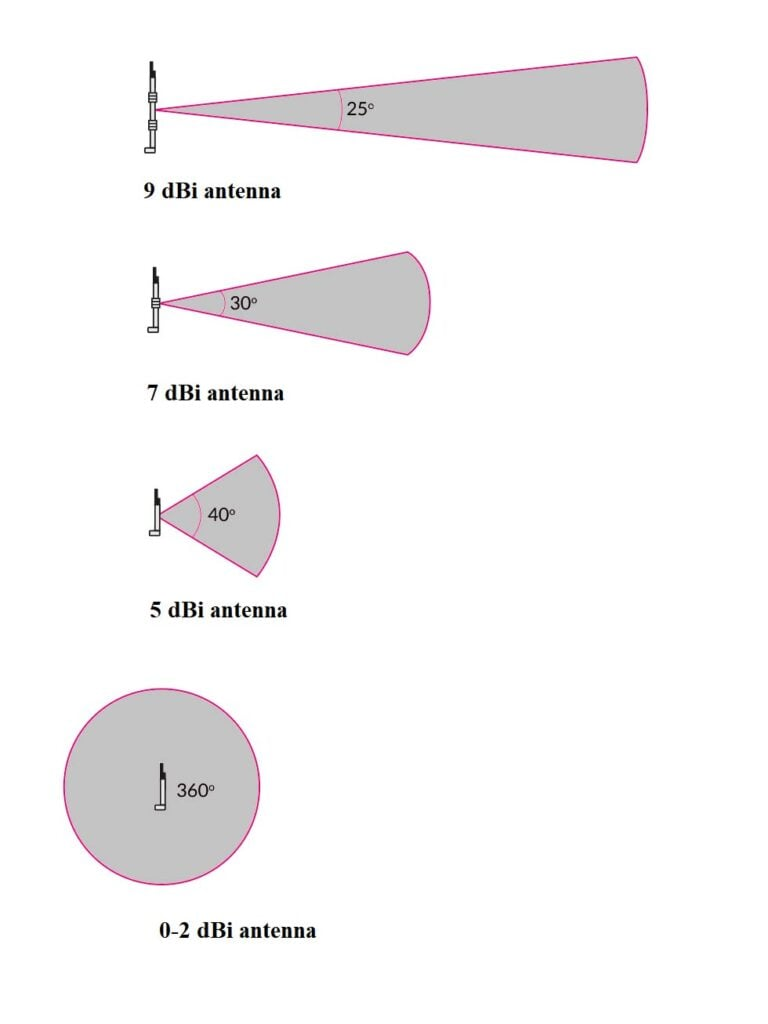 25°
9 dBi antenna
30°
7 dBi antenna
40°
5 dBi antenna
360°
0-2 dBi antenna